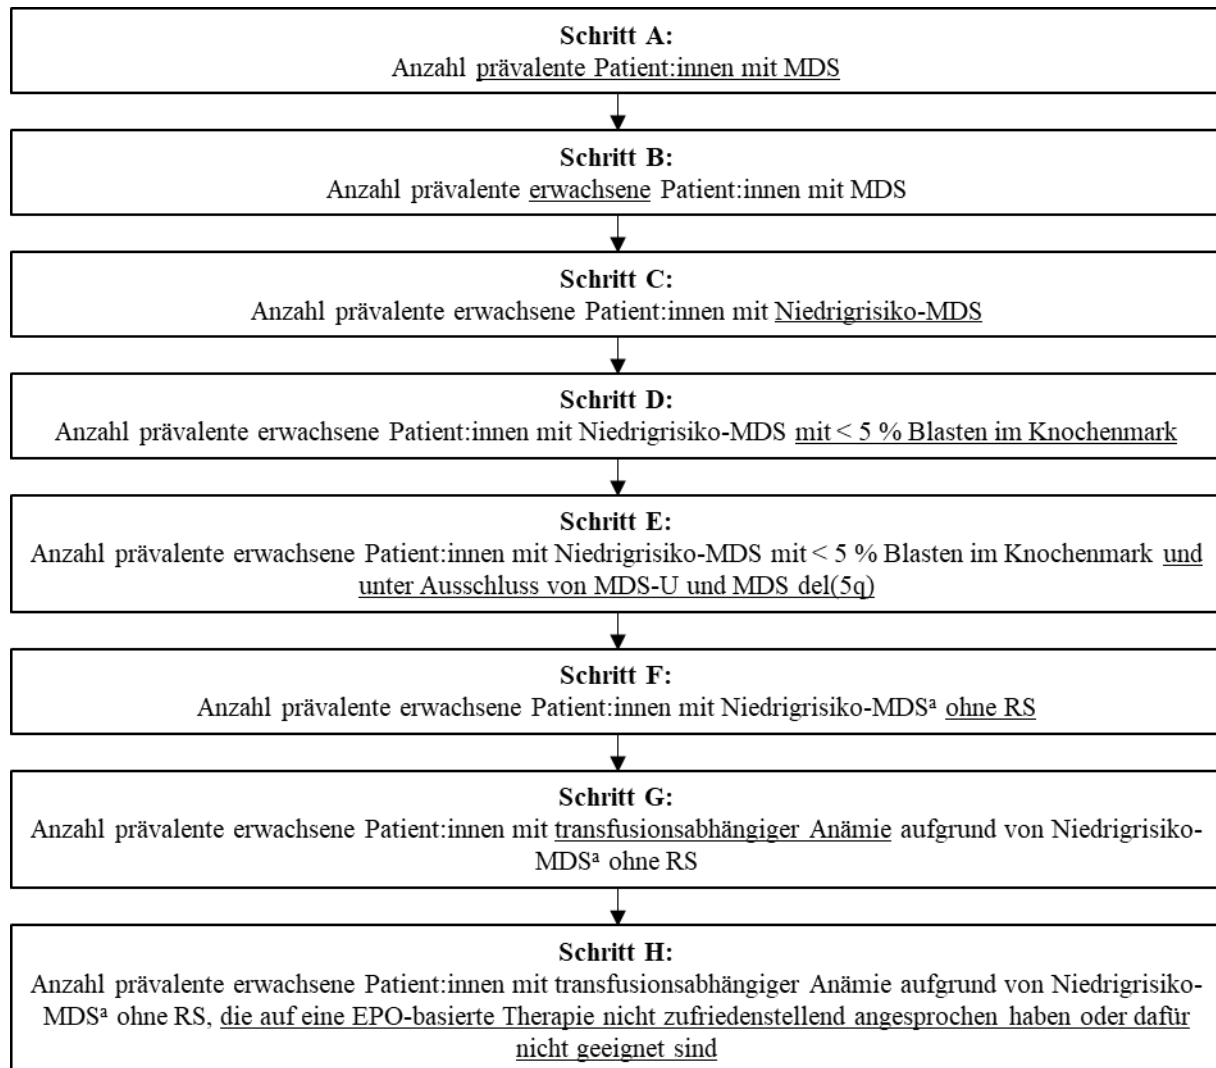 Schritt A:
Anzahl prävalente Patient:innen mit MDS
Schritt B:
Anzahl prävalente erwachsene Patient:innen mit MDS
Schritt C:
Anzahl prävalente erwachsene Patient:innen mit Niedrigrisiko-MDS
Schritt D:
Anzahl prävalente erwachsene Patient:innen mit Niedrigrisiko-MDS mit < 5 % Blasten im Knochenmark
Schritt E:
Anzahl prävalente erwachsene Patient:innen mit Niedrigrisiko-MDS mit < 5 % Blasten im Knochenmark und
unter Ausschluss von MDS-U und MDS del(5q)
Schritt F:
Anzahl prävalente erwachsene Patient:innen mit Niedrigrisiko-MDSᵃ ohne RS
Schritt G:
Anzahl prävalente erwachsene Patient:innen mit transfusionsabhängiger Anämie aufgrund von Niedrigrisiko-
MDSᵃ ohne RS
Schritt H:
Anzahl prävalente erwachsene Patient:innen mit transfusionsabhängiger Anämie aufgrund von Niedrigrisiko-
MDSᵃ ohne RS, die auf eine EPO-basierte Therapie nicht zufriedenstellend angesprochen haben oder dafür
nicht geeignet sind